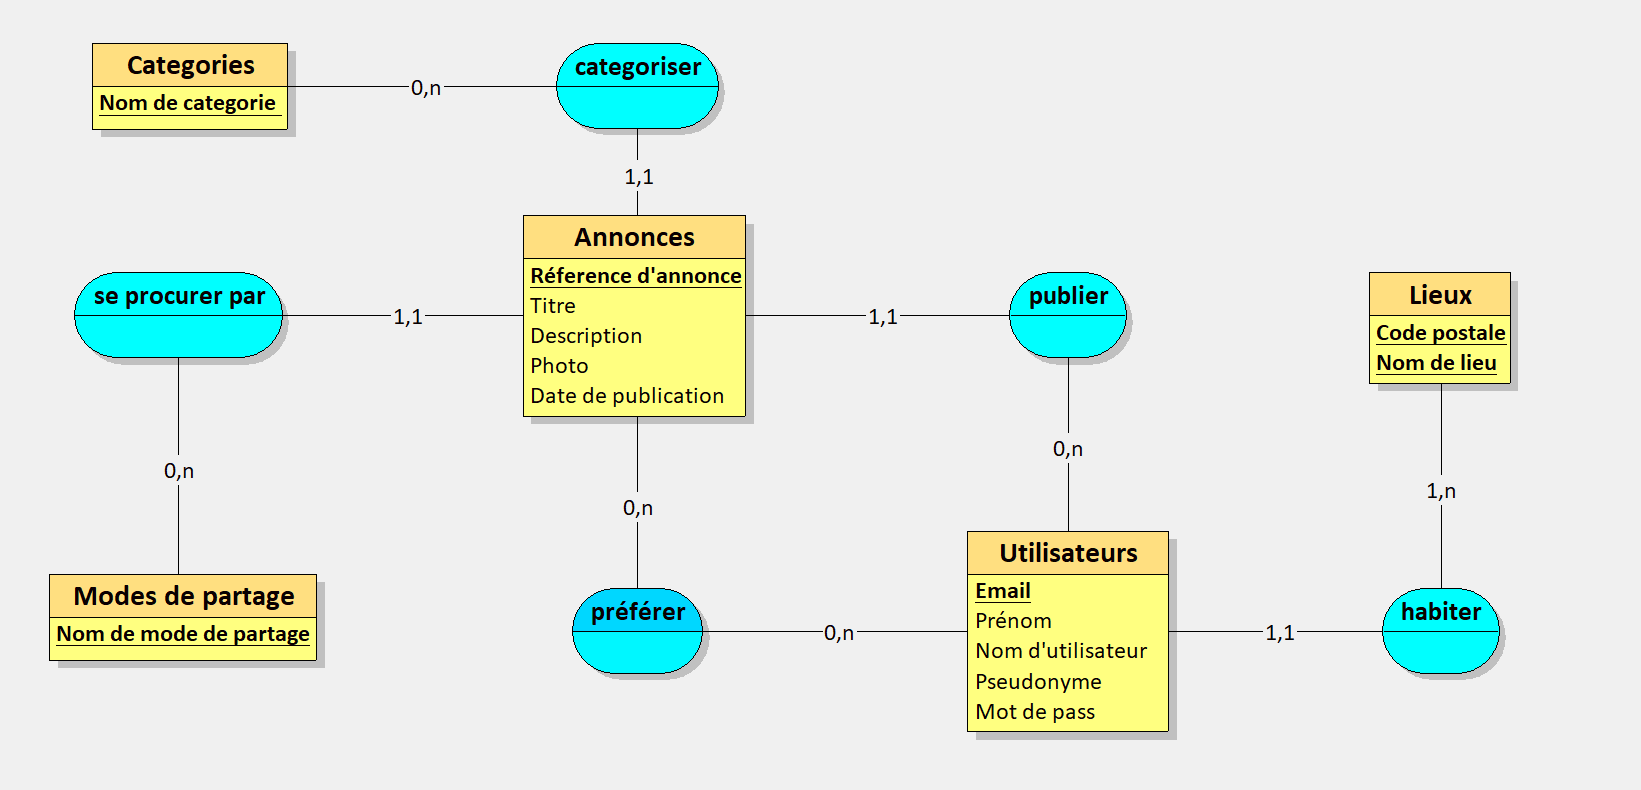 Categories
Nom de categorie
0,n
categoriser
1,1
Annonces
Réference d'annonce
Titre
Description
Photo
Date de publication
se procurer par
1,1
1,1
publier
Lieux
Code postale
Nom de lieu
0,n
0,n
1,n
0,n
Modes de partage
Nom de mode de partage
préférer
0,n
Utilisateurs
Email
Prénom
Nom d'utilisateur
Pseudonyme
Mot de pass
1,1
habiter